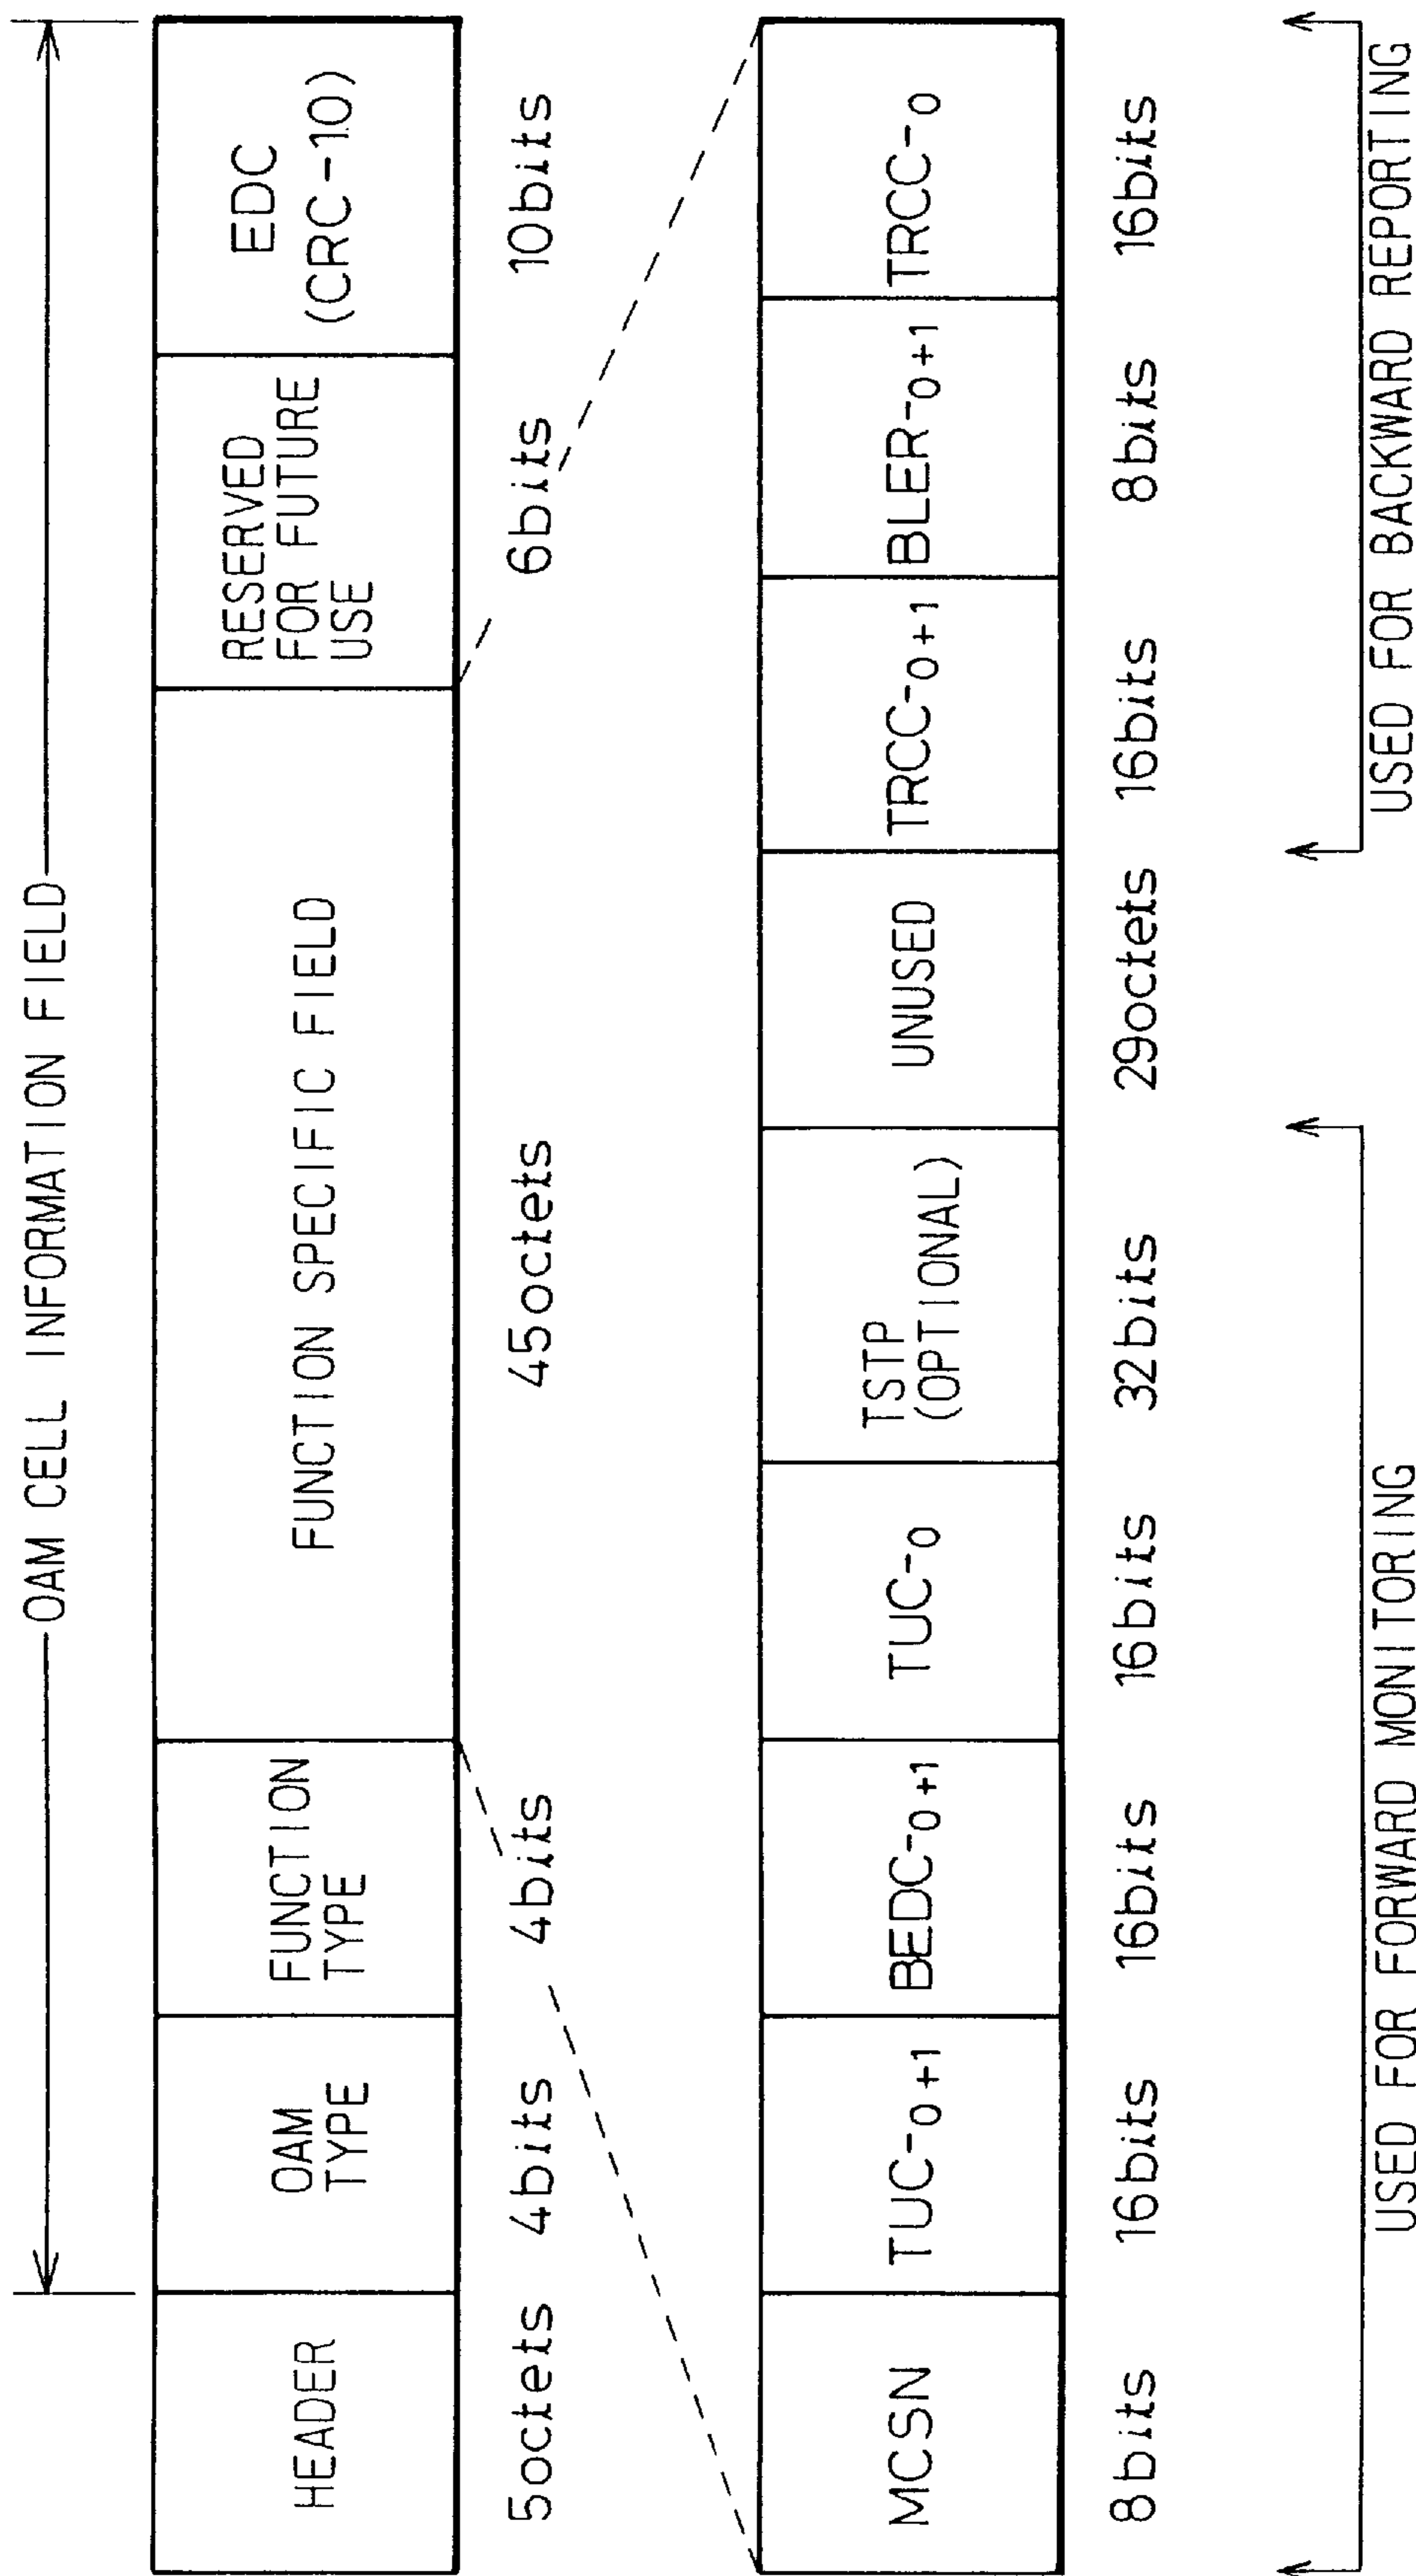 OAM CELL INFORMATION FIELD
HEADER
OAM
TYPE
FUNCTION
TYPE
FUNCTION SPECIFIC FIELD
RESERVED
FOR FUTURE
USE
EDC
(CRC-10)
5octets
4bits
4bits
45octets
6bits
10bits
MCSN
TUC-0+1
BEDC-0+1
TUC-0
TSTP
(OPTIONAL)
UNUSED
TRCC-0+1
BLER-0+1
TRCC-0
8bits
16bits
16bits
16bits
32bits
29octets
16bits
8bits
16bits
USED FOR FORWARD MONITORING
USED FOR BACKWARD REPORTING